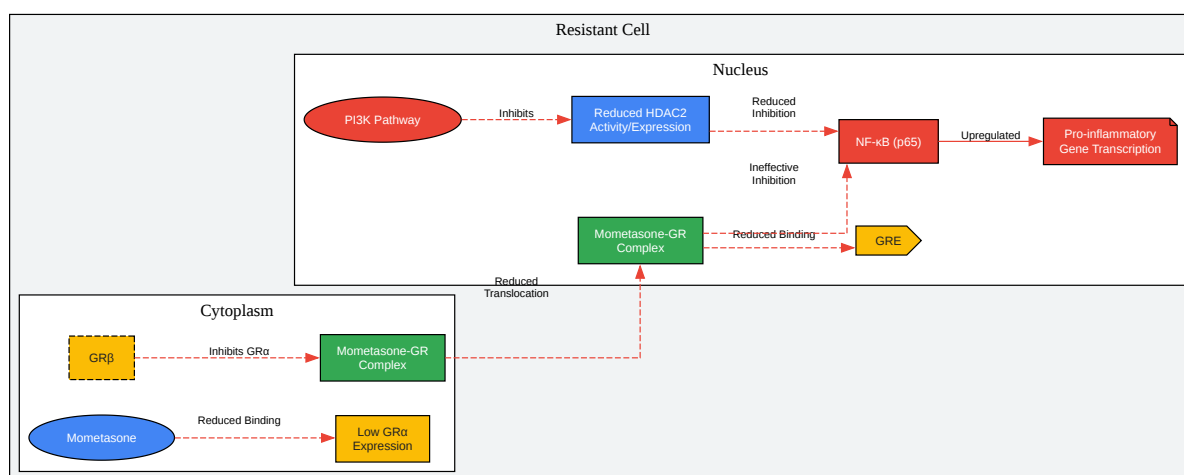 Resistant Cell
Nucleus
PI3K Pathway
Inhibits
Reduced HDAC2
Activity/Expression
Reduced
Inhibition
NF-κB (p65)
Upregulated
Pro-inflammatory
Gene Transcription
Ineffective
Inhibition
Mometasone-GR
Complex
Reduced Binding
GRE
Reduced
Translocation
Cytoplasm
GRβ
Inhibits GRα
Mometasone-GR
Complex
Mometasone
Reduced Binding
Low GRα
Expression